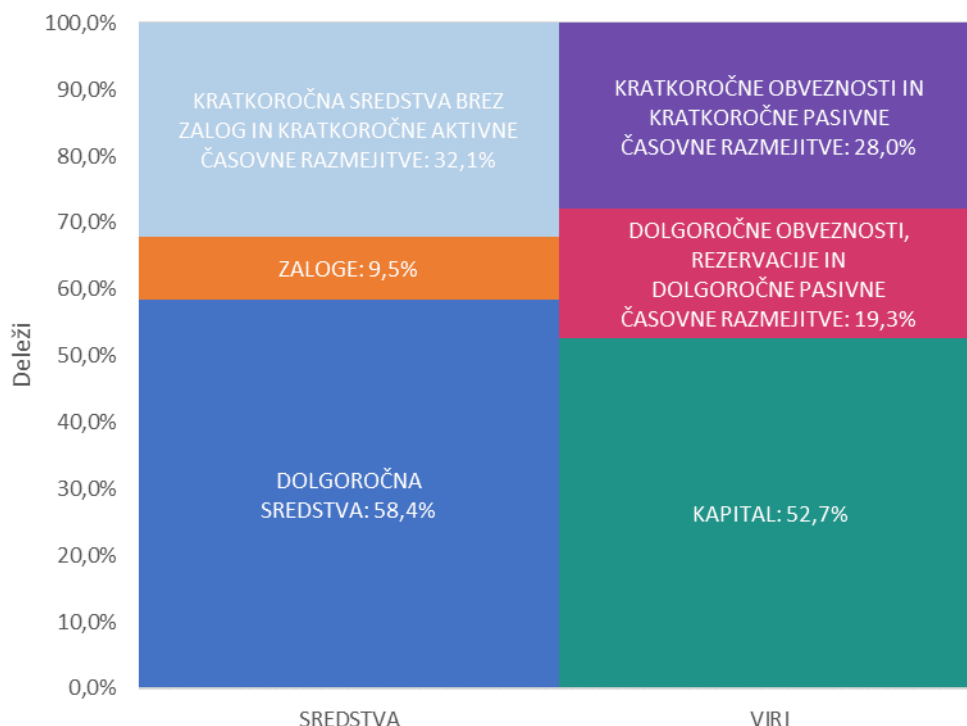 100,0%
90,0%
80,0%
70,0%
60,0%
50,0%
40,0%
30,0%
20,0%
10,0%
0,0%
Deleži
KRATKOROČNA SREDSTVA BREZ
ZALOG IN KRATKOROČNE AKTIVNE
ČASOVNE RAZMEJITVE: 32,1%
ZALOGE: 9,5%
DOLGOROČNA
SREDSTVA: 58,4%
KRATKOROČNE OBVEZNOSTI IN
KRATKOROČNE PASIVNE
ČASOVNE RAZMEJITVE: 28,0%
DOLGOROČNE OBVEZNOSTI,
REZERVACIJE IN
DOLGOROČNE PASIVNE
ČASOVNE RAZMEJITVE: 19,3%
KAPITAL: 52,7%
SREDSTVA
VIRI